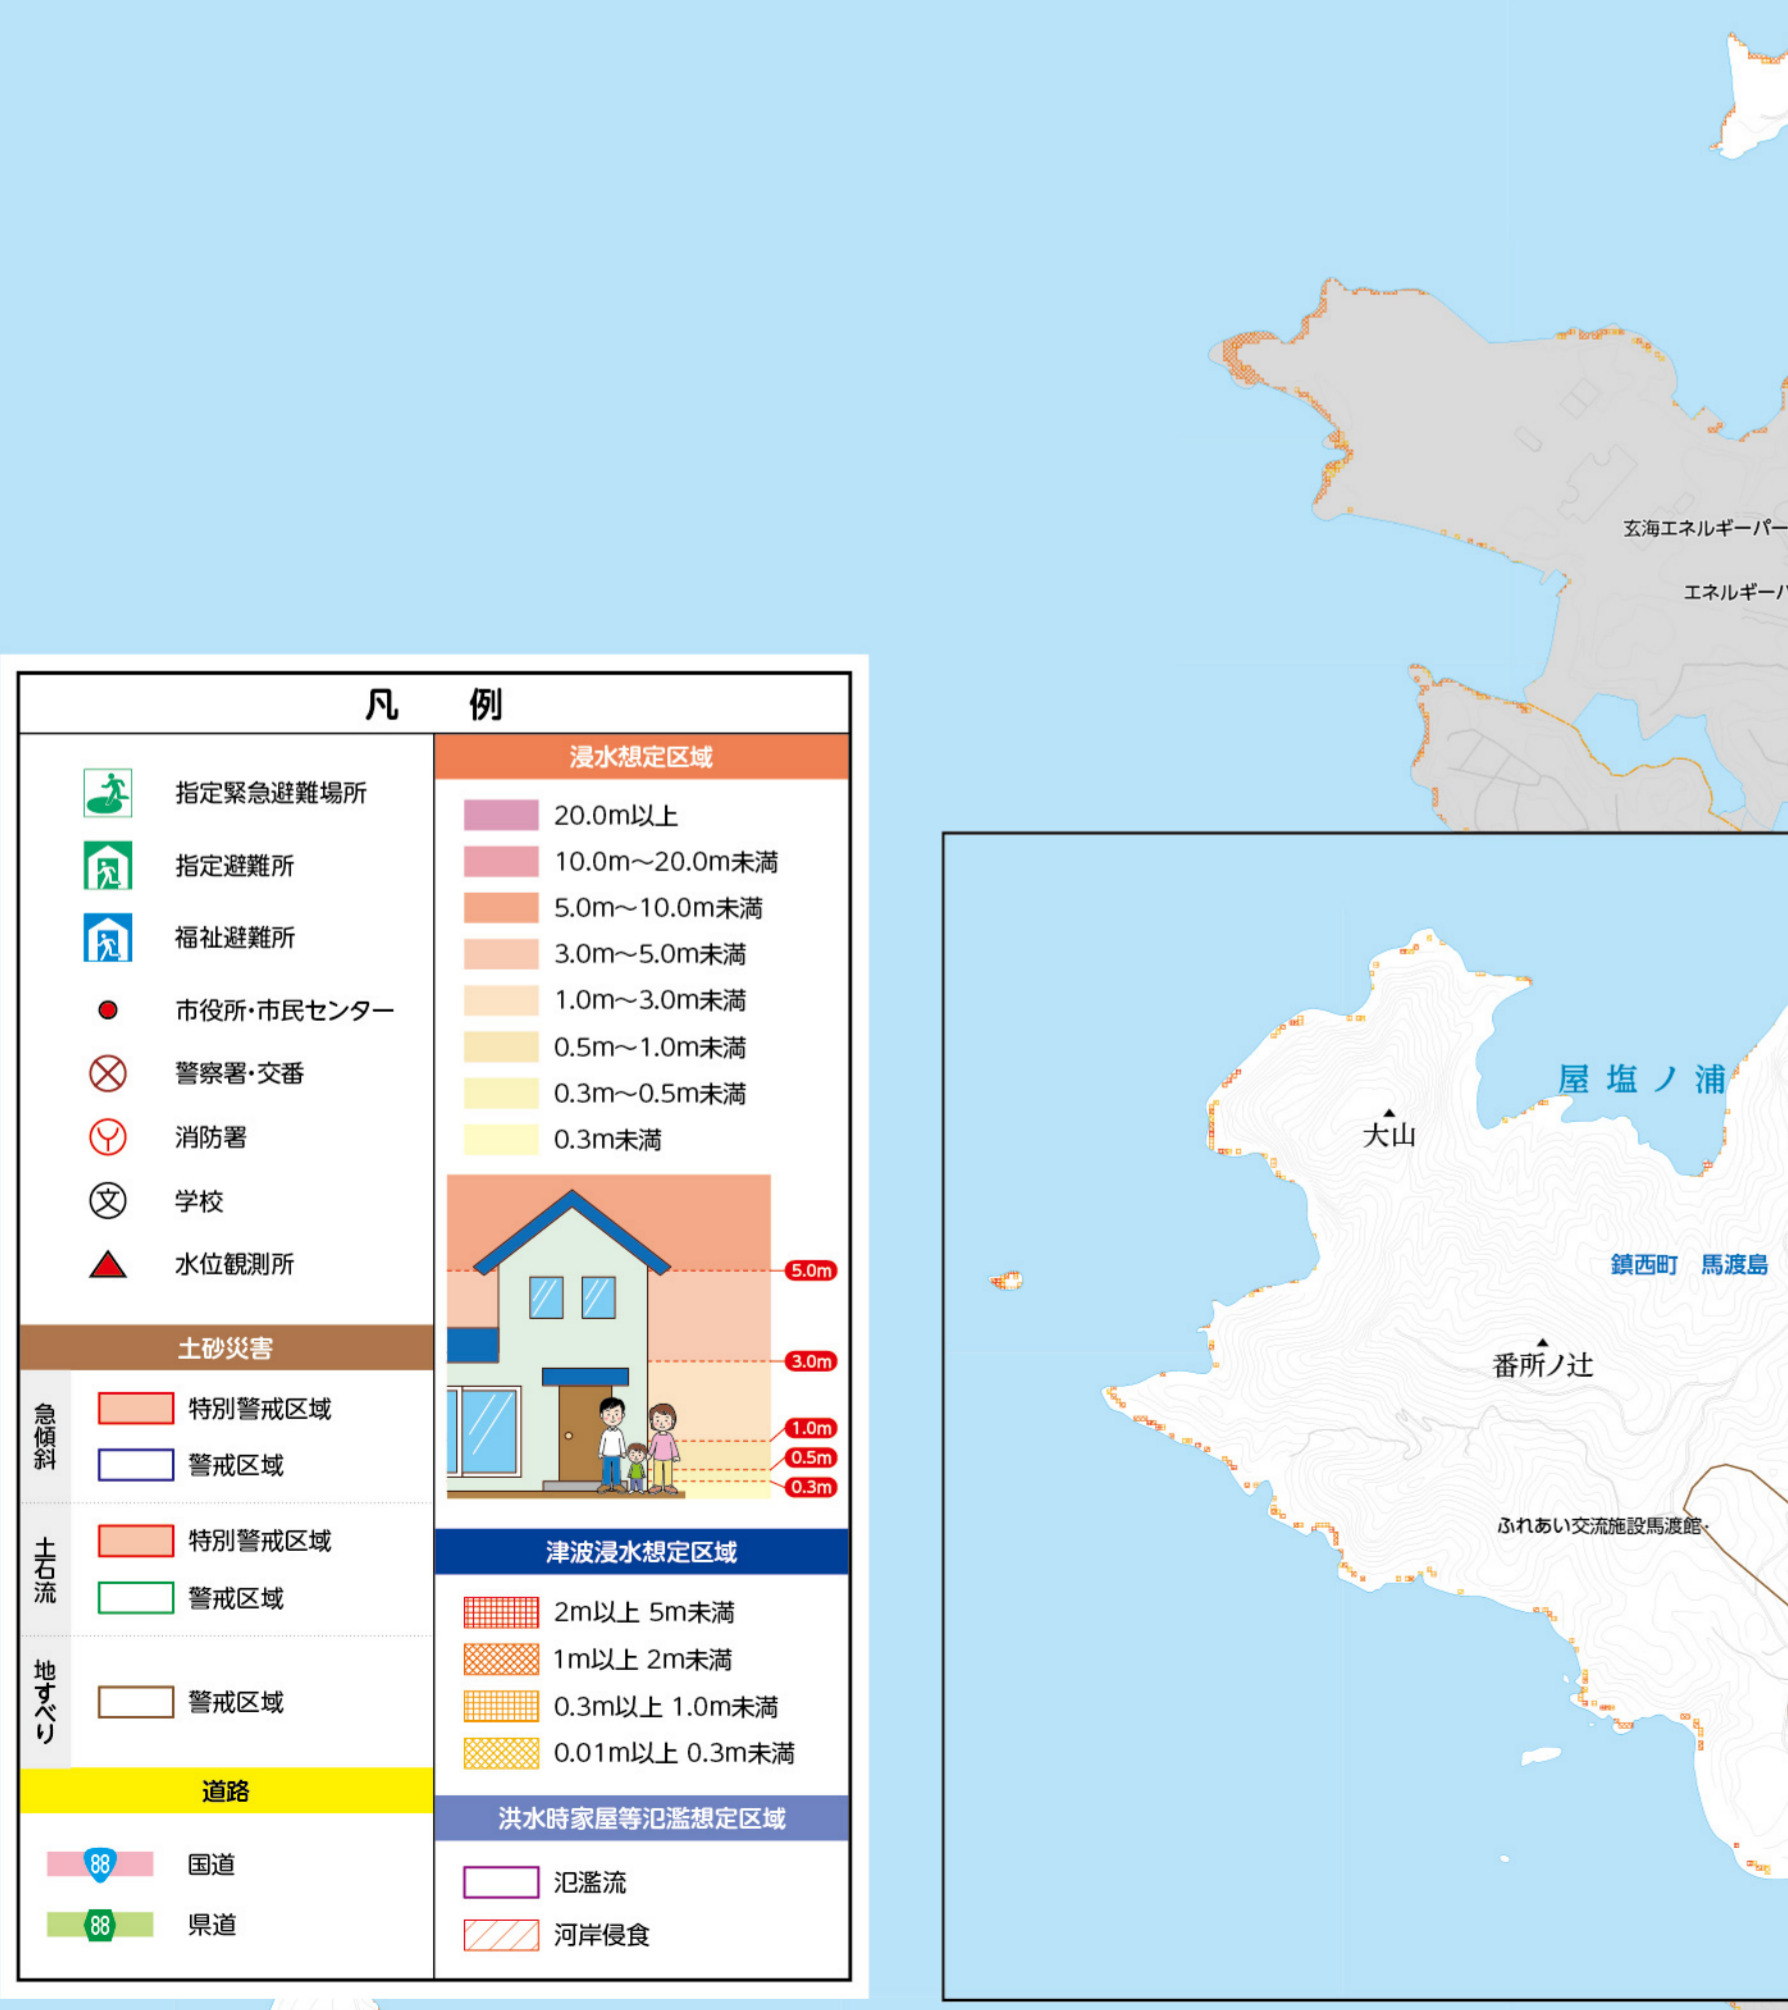 玄海エネルギーパー
エネルギーパ
凡 例
指定緊急避難場所
指定避難所
福祉避難所
市役所・市民センター
警察署・交番
消防署
文 学校
水位観測所
土砂災害
急傾斜
特別警戒区域
警戒区域
土石流
特別警戒区域
警戒区域
地すべり
警戒区域
道路
88 国道
88 県道
浸水想定区域
20.0m以上
10.0m～20.0m未満
5.0m～10.0m未満
3.0m～5.0m未満
1.0m～3.0m未満
0.5m～1.0m未満
0.3m～0.5m未満
0.3m未満
5.0m
3.0m
1.0m
0.5m
0.3m
津波浸水想定区域
2m以上 5m未満
1m以上 2m未満
0.3m以上 1.0m未満
0.01m以上 0.3m未満
洪水時家屋等氾濫想定区域
氾濫流
河岸侵食
屋塩ノ浦
大山
鎮西町 馬渡島
番所ノ辻
ふれあい交流施設馬渡館